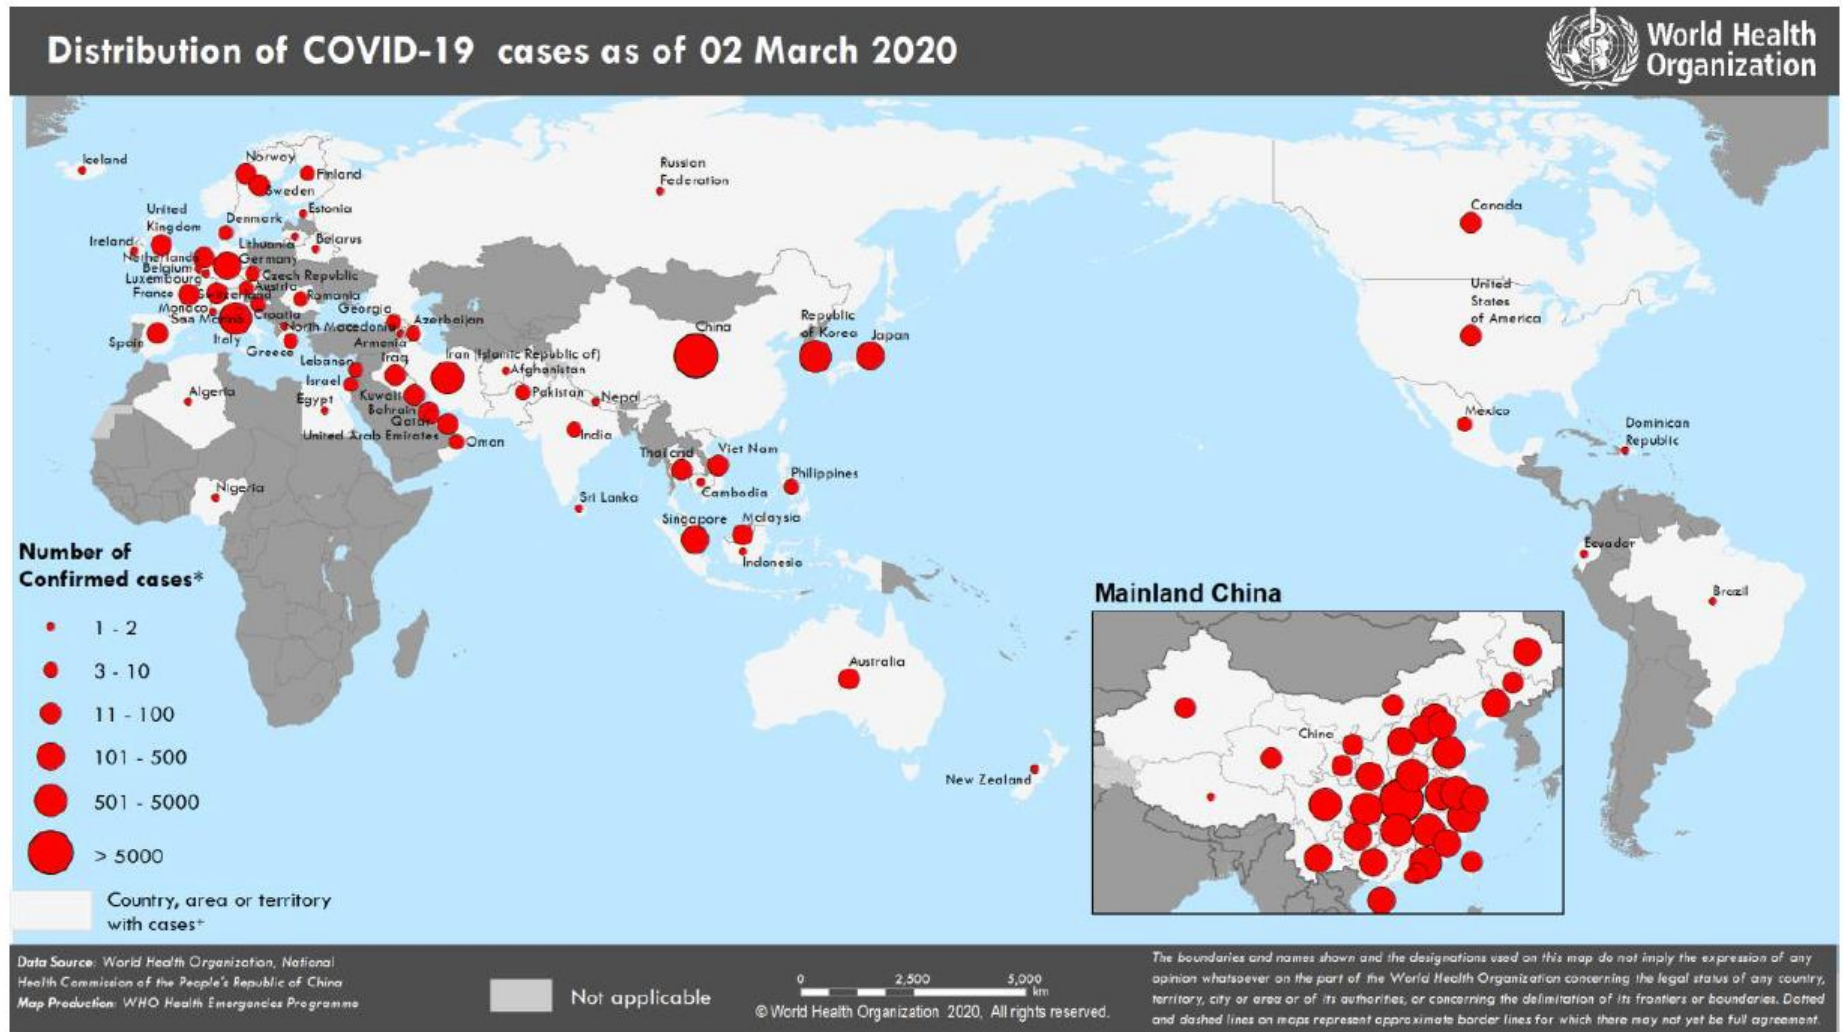 Distribution of COVID-19 cases as of 02 March 2020
World Health
Organization
Iceland
Norway
Finland
Sweden
Russian
Federation
United
Kingdom
Estonia
Denmark
Ireland
Lithuania
Belarus
Netherlands
Germany
Belgium
Czech Republic
Luxembourg
Austria
France
Switzerland
Romania
Monaco
Georgia
San Marino
Croatia
Azerbaijan
North Macedonia
Spain
Italy
Armenia
Greece
Lebanon
Iraq
Iran (Islamic Republic of)
Afghanistan
Israel
Algeria
Egypt
Kuwait
Pakistan
Nepal
Bahrain
Qatar
United Arab Emirates
Oman
India
China
Republic
of Korea
Japan
Thailand
Viet Nam
Philippines
Cambodia
Sri Lanka
Nigeria
Singapore
Malaysia
Indonesia
Australia
New Zealand
Canada
United
States
of America
Mexico
Dominican
Republic
Ecuador
Brazil
Number of
Confirmed cases*
1 - 2
3 - 10
11 - 100
101 - 500
501 - 5000
> 5000
Country, area or territory
with cases+
Mainland China
China
Data Source: World Health Organization, National
Health Commission of the People's Republic of China
Map Production: WHO Health Emergencies Programme
Not applicable
0 2,500 5,000
km
© World Health Organization 2020, All rights reserved.
The boundaries and names shown and the designations used on this map do not imply the expression of any
opinion whatsoever on the part of the World Health Organization concerning the legal status of any country,
territory, city or area or of its authorities, or concerning the delimitation of its frontiers or boundaries. Dotted
and dashed lines on maps represent approximate border lines for which there may not yet be full agreement.